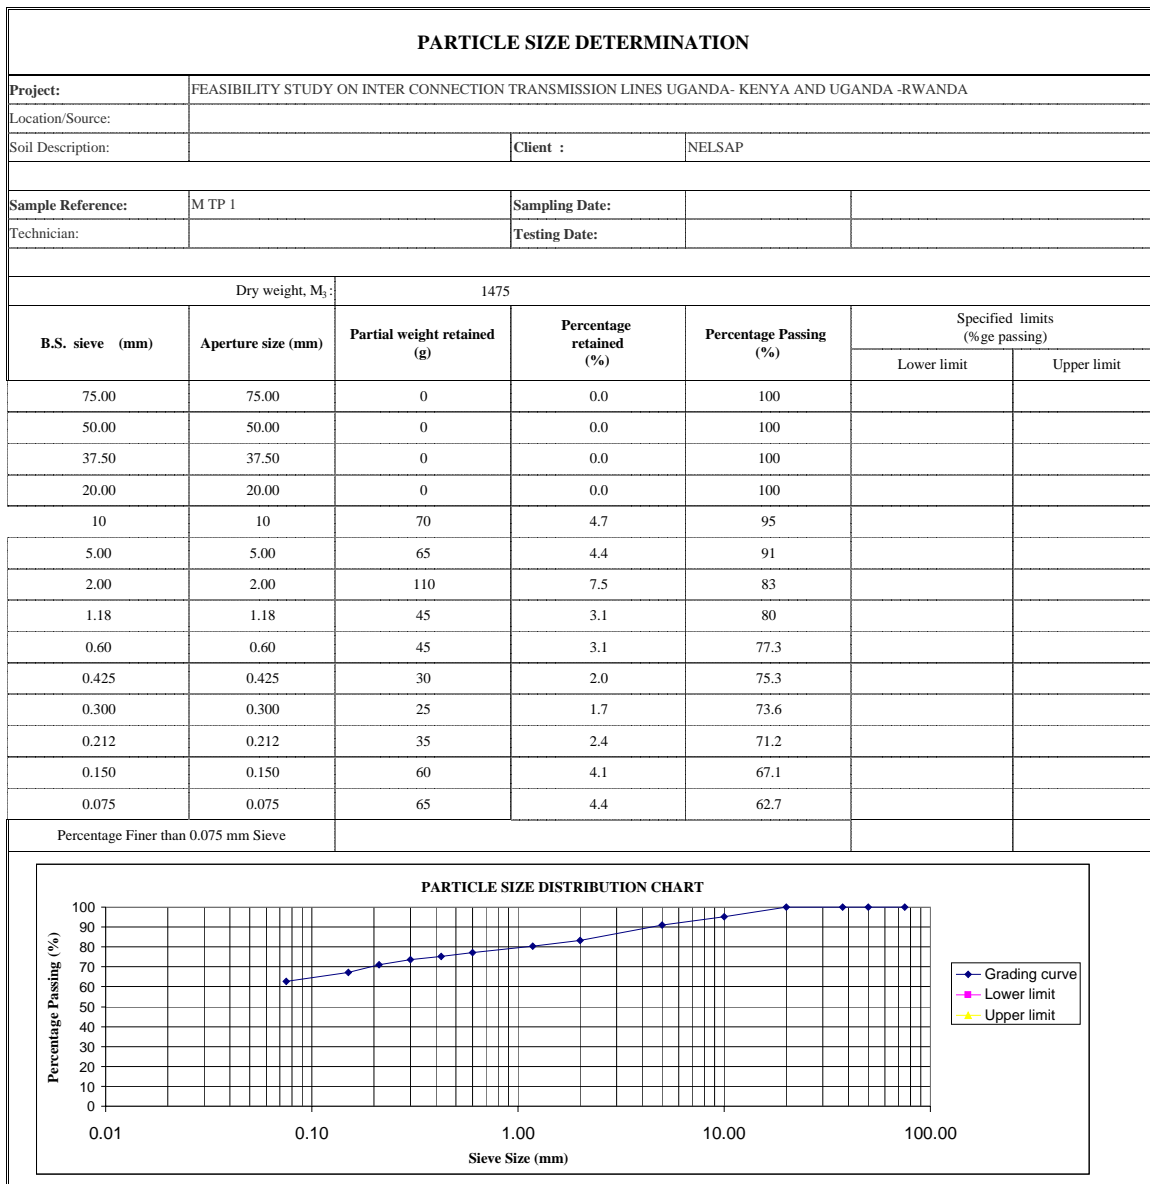 PARTICLE SIZE DETERMINATION
Project: FEASIBILITY STUDY ON INTER CONNECTION TRANSMISSION LINES UGANDA- KENYA AND UGANDA -RWANDA
Location/Source:
Soil Description: Client : NELSAP
Sample Reference: M TP 1 Sampling Date:
Technician: Testing Date:
Dry weight, M3 : 1475
B.S. sieve (mm) Aperture size (mm) Partial weight retained (g) Percentage retained (%) Percentage Passing (%) Specified limits (%ge passing)
Lower limit Upper limit
75.00 75.00 0 0.0 100
50.00 50.00 0 0.0 100
37.50 37.50 0 0.0 100
20.00 20.00 0 0.0 100
10 10 70 4.7 95
5.00 5.00 65 4.4 91
2.00 2.00 110 7.5 83
1.18 1.18 45 3.1 80
0.60 0.60 45 3.1 77.3
0.425 0.425 30 2.0 75.3
0.300 0.300 25 1.7 73.6
0.212 0.212 35 2.4 71.2
0.150 0.150 60 4.1 67.1
0.075 0.075 65 4.4 62.7
Percentage Finer than 0.075 mm Sieve
PARTICLE SIZE DISTRIBUTION CHART
Percentage Passing (%)
100
90
80
70
60
50
40
30
20
10
0
0.01 0.10 1.00 10.00 100.00
Sieve Size (mm)
Grading curve
Lower limit
Upper limit